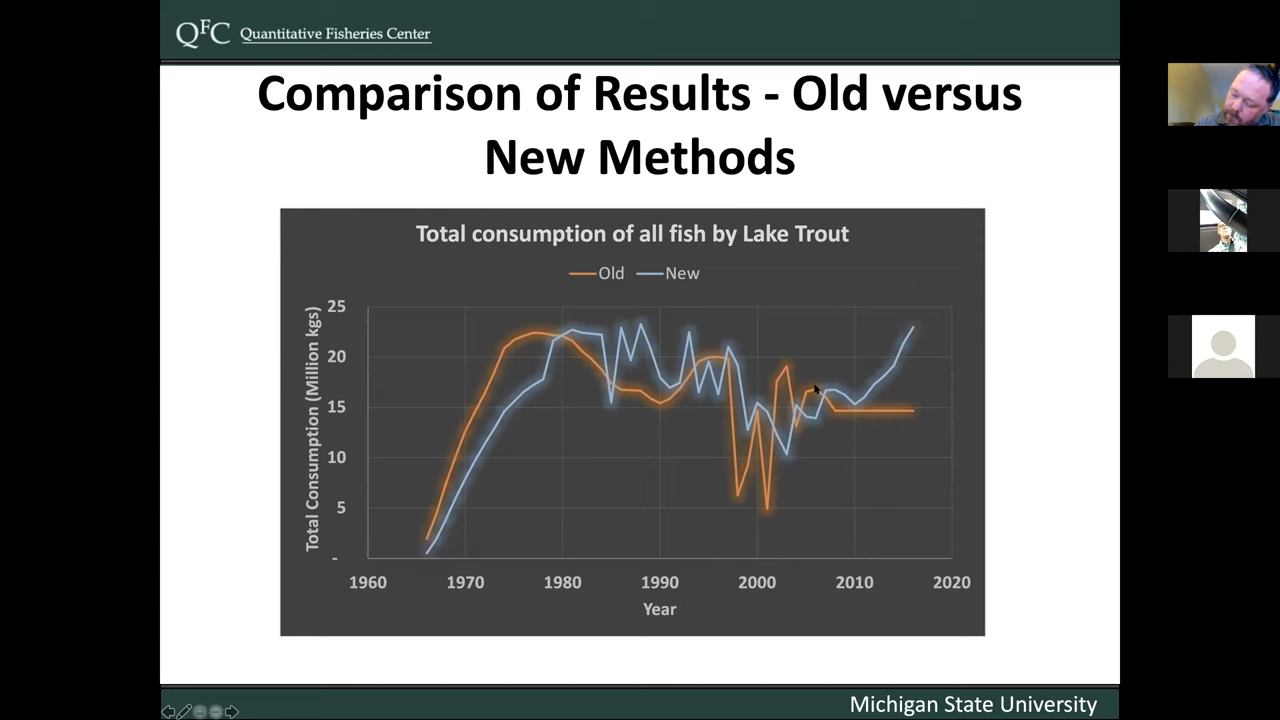 QFC Quantitative Fisheries Center
Comparison of Results - Old versus
New Methods
Total consumption of all fish by Lake Trout
Old New
Total Consumption (Million kgs)
25
20
15
10
5
-
1960 1970 1980 1990 2000 2010 2020
Year
Michigan State University